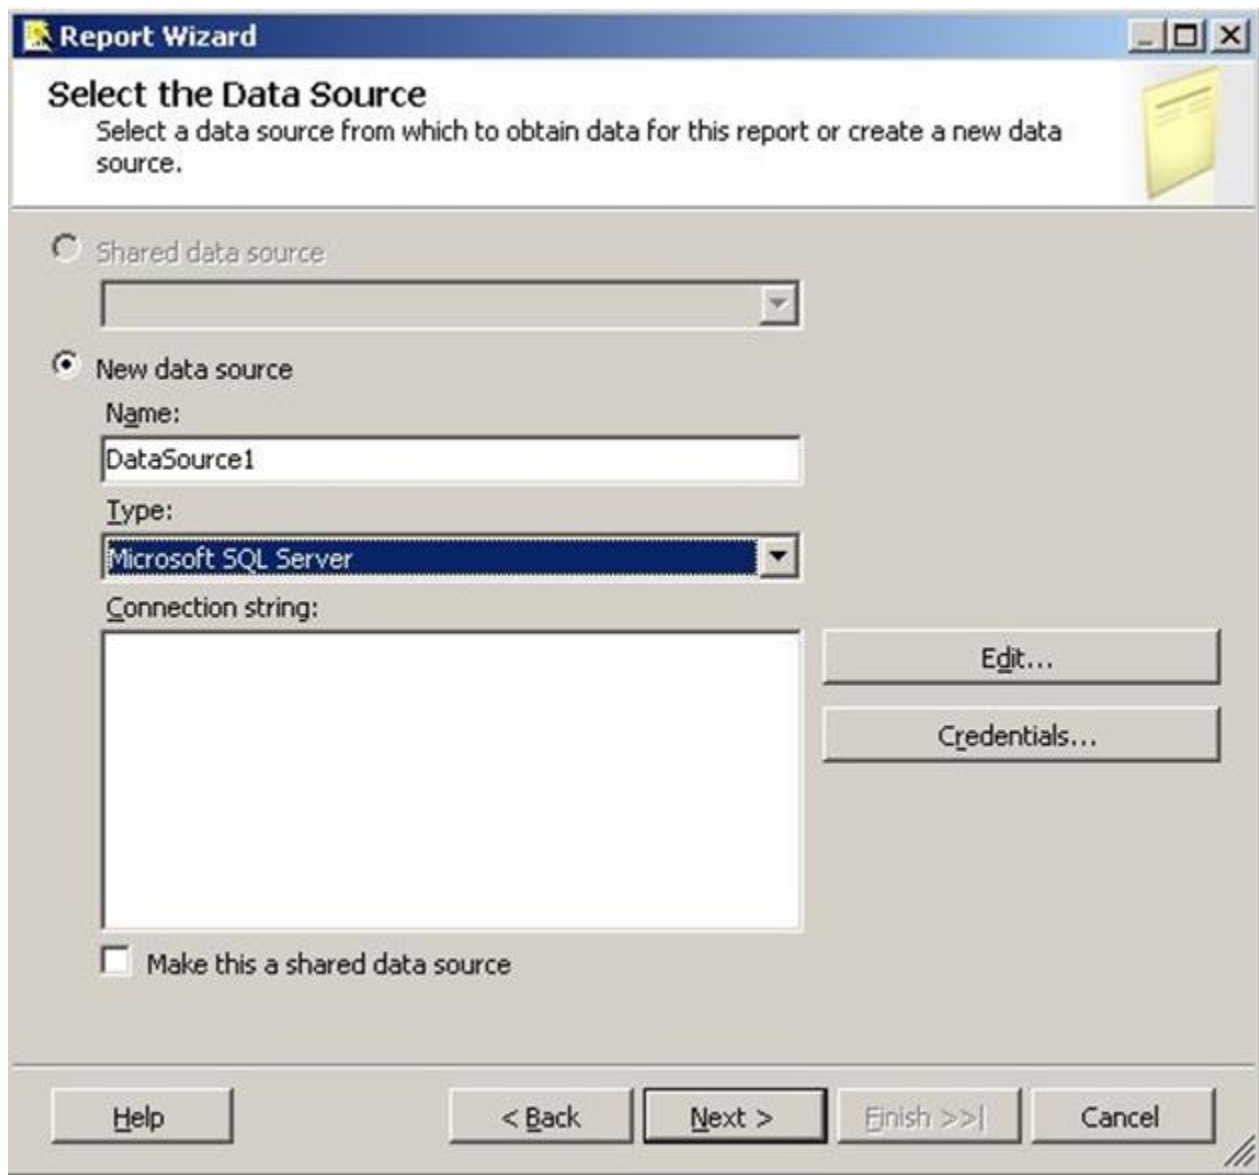 Report Wizard
Select the Data Source
Select a data source from which to obtain data for this report or create a new data
source.
Shared data source
New data source
Name:
DataSource1
Type:
Microsoft SQL Server
Connection string:
Edit...
Credentials...
Make this a shared data source
Help
< Back
Next >
Finish >>|
Cancel